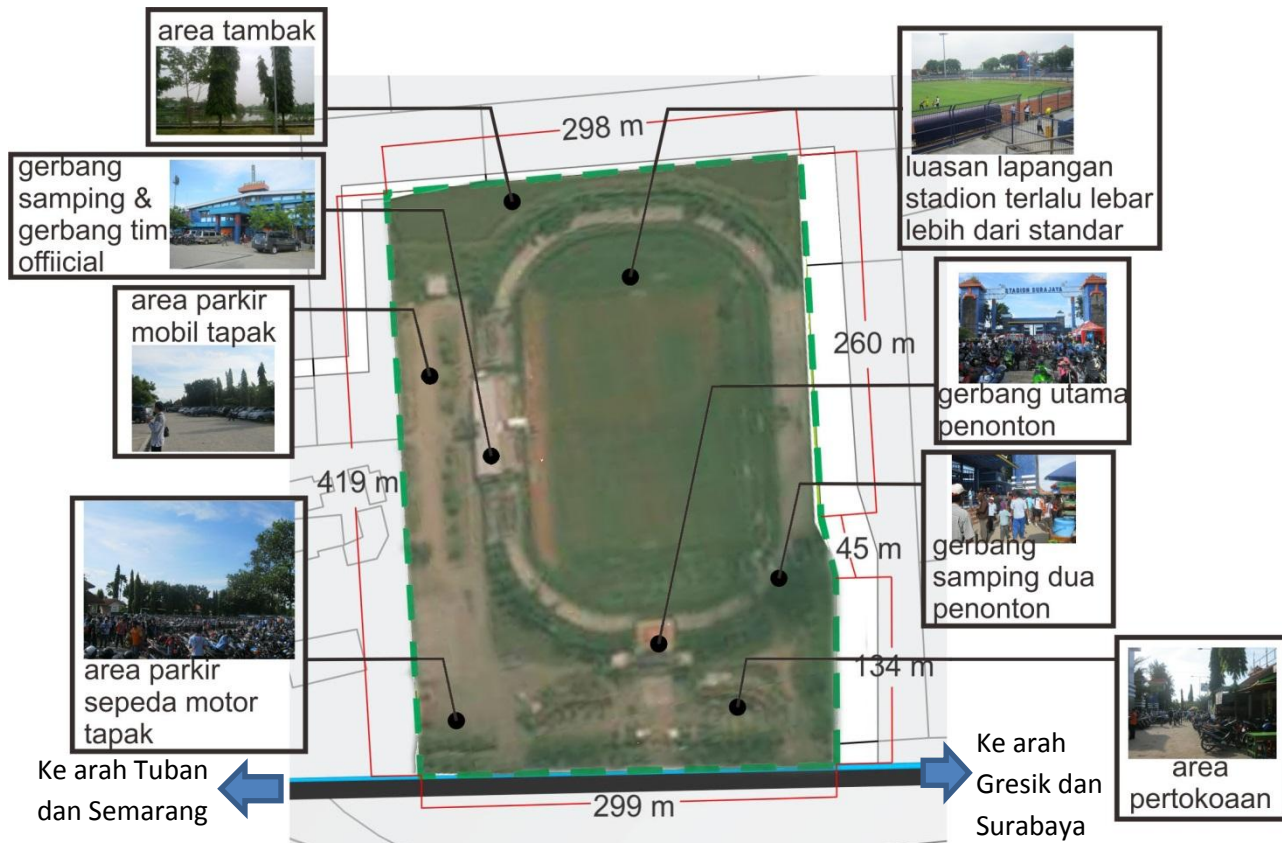 area tambak
gerbang
samping &
gerbang tim
offiicial
area parkir
mobil tapak
area parkir
sepeda motor
tapak
Ke arah Tuban
dan Semarang
298 m
419 m
260 m
45 m
134 m
299 m
luasan lapangan
stadion terlalu lebar
lebih dari standar
STADION SURAJAYA
gerbang utama
penonton
gerbang
samping dua
penonton
area
pertokoaan
Ke arah
Gresik dan
Surabaya